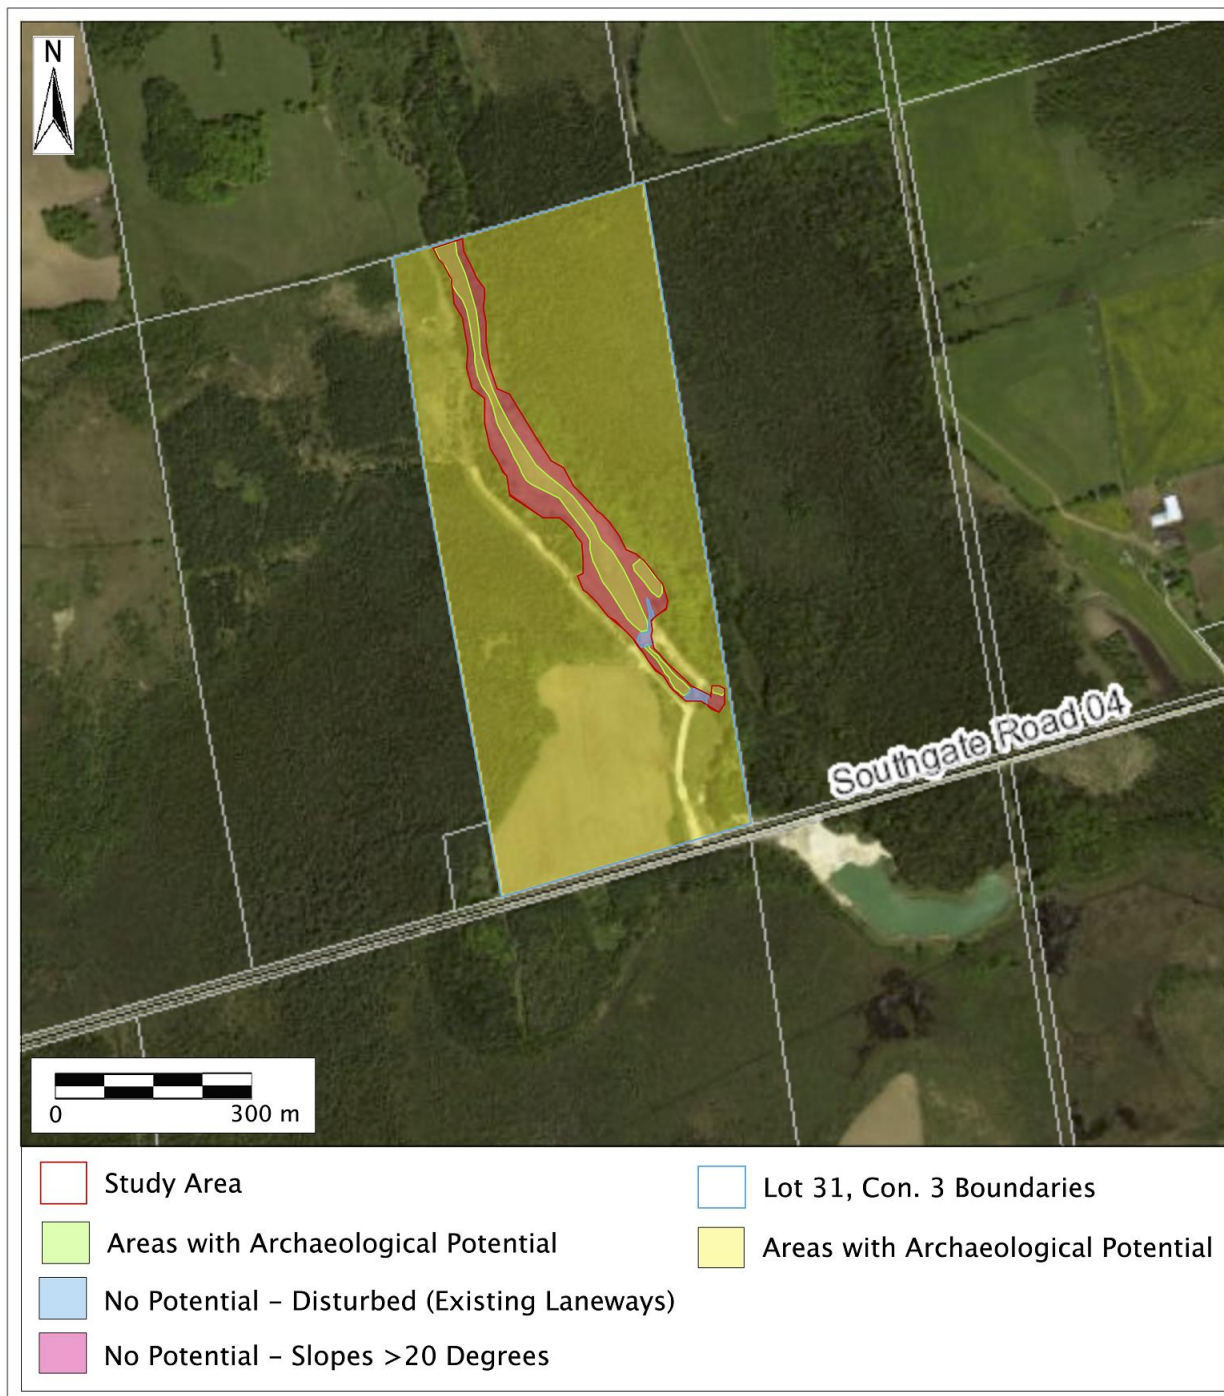 N
Southgate Road 04
0 300 m
Study Area
Lot 31, Con. 3 Boundaries
Areas with Archaeological Potential
Areas with Archaeological Potential
No Potential – Disturbed (Existing Laneways)
No Potential – Slopes >20 Degrees